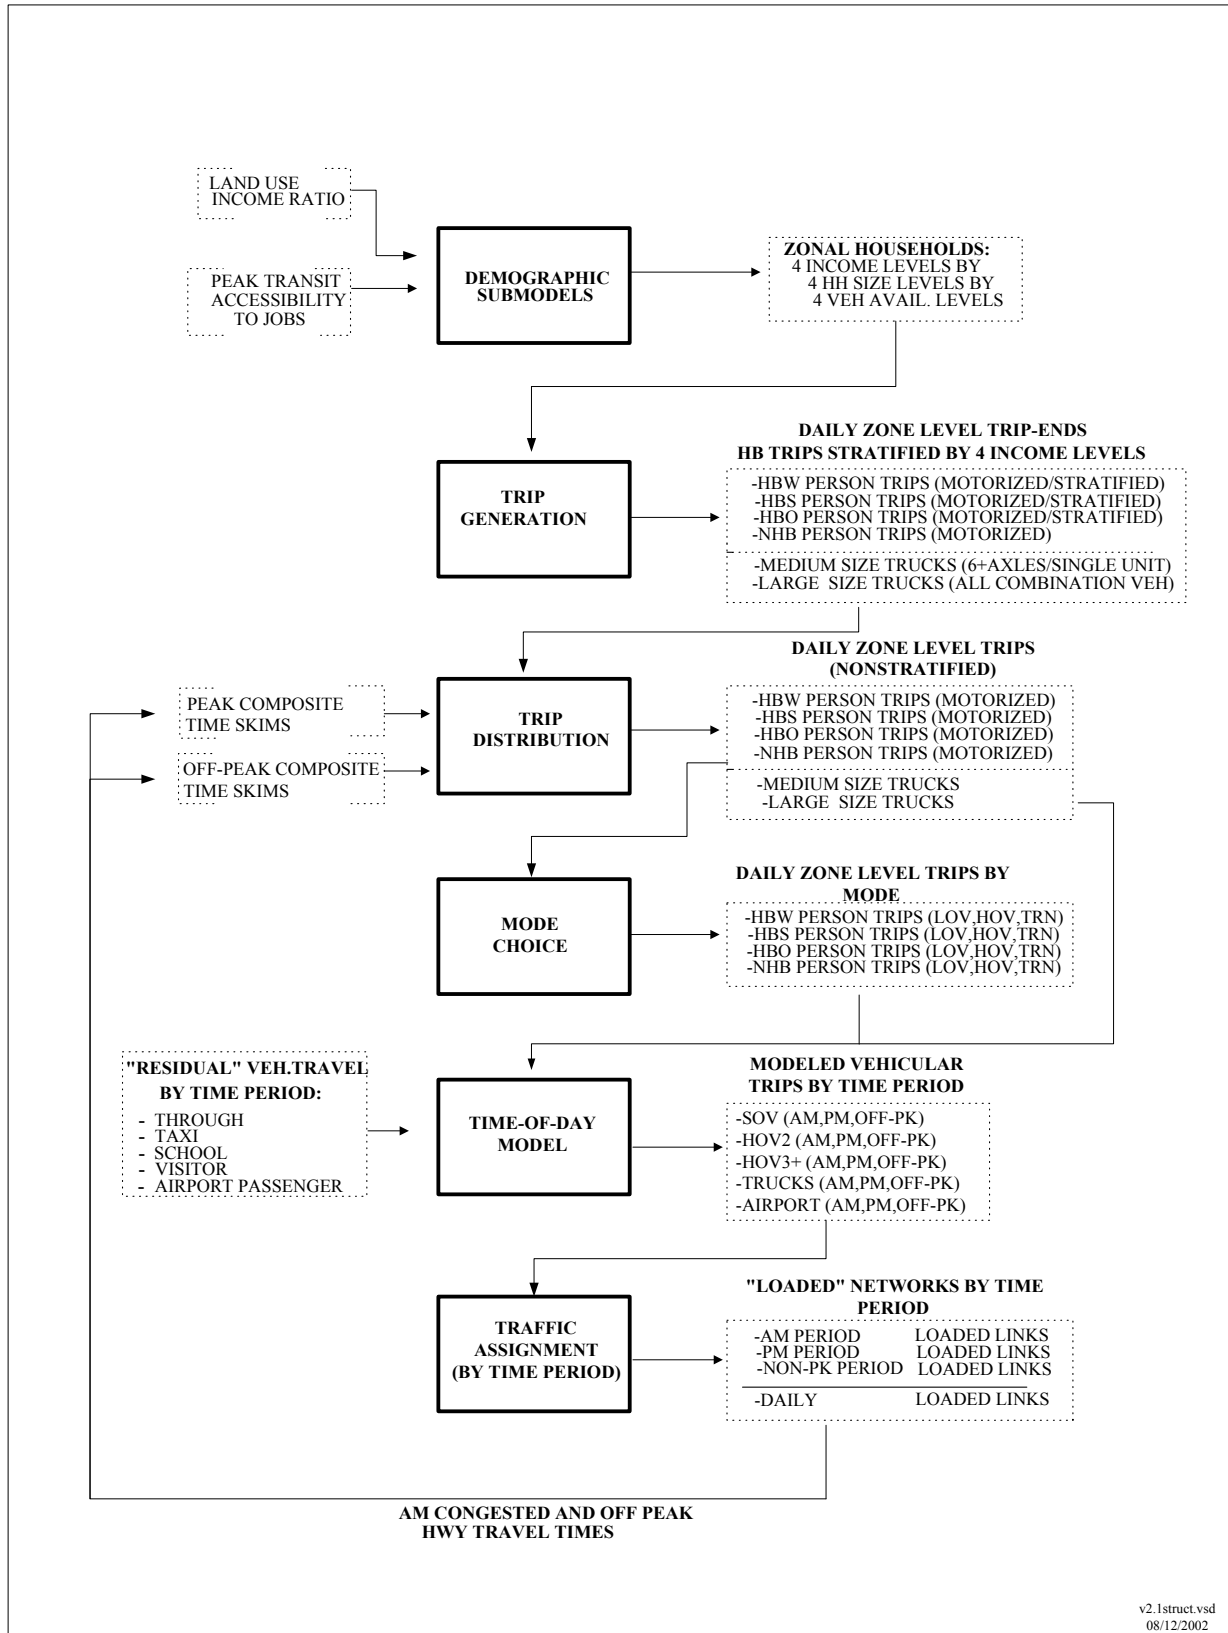 LAND USE
INCOME RATIO
PEAK TRANSIT
ACCESSIBILITY
TO JOBS
DEMOGRAPHIC
SUBMODELS
ZONAL HOUSEHOLDS:
4 INCOME LEVELS BY
4 HH SIZE LEVELS BY
4 VEH AVAIL. LEVELS
TRIP
GENERATION
DAILY ZONE LEVEL TRIP-ENDS
HB TRIPS STRATIFIED BY 4 INCOME LEVELS
-HBW PERSON TRIPS (MOTORIZED/STRATIFIED)
-HBS PERSON TRIPS (MOTORIZED/STRATIFIED)
-HBO PERSON TRIPS (MOTORIZED/STRATIFIED)
-NHB PERSON TRIPS (MOTORIZED)
-MEDIUM SIZE TRUCKS (6+AXLES/SINGLE UNIT)
-LARGE SIZE TRUCKS (ALL COMBINATION VEH)
PEAK COMPOSITE
TIME SKIMS
OFF-PEAK COMPOSITE
TIME SKIMS
TRIP
DISTRIBUTION
DAILY ZONE LEVEL TRIPS
(NONSTRATIFIED)
-HBW PERSON TRIPS (MOTORIZED)
-HBS PERSON TRIPS (MOTORIZED)
-HBO PERSON TRIPS (MOTORIZED)
-NHB PERSON TRIPS (MOTORIZED)
-MEDIUM SIZE TRUCKS
-LARGE SIZE TRUCKS
MODE
CHOICE
DAILY ZONE LEVEL TRIPS BY
MODE
-HBW PERSON TRIPS (LOV,HOV,TRN)
-HBS PERSON TRIPS (LOV,HOV,TRN)
-HBO PERSON TRIPS (LOV,HOV,TRN)
-NHB PERSON TRIPS (LOV,HOV,TRN)
"RESIDUAL" VEH.TRAVEL
BY TIME PERIOD:
- THROUGH
- TAXI
- SCHOOL
- VISITOR
- AIRPORT PASSENGER
TIME-OF-DAY
MODEL
MODELED VEHICULAR
TRIPS BY TIME PERIOD
-SOV (AM,PM,OFF-PK)
-HOV2 (AM,PM,OFF-PK)
-HOV3+ (AM,PM,OFF-PK)
-TRUCKS (AM,PM,OFF-PK)
-AIRPORT (AM,PM,OFF-PK)
TRAFFIC
ASSIGNMENT
(BY TIME PERIOD)
"LOADED" NETWORKS BY TIME
PERIOD
-AM PERIOD LOADED LINKS
-PM PERIOD LOADED LINKS
-NON-PK PERIOD LOADED LINKS
-DAILY LOADED LINKS
AM CONGESTED AND OFF PEAK
HWY TRAVEL TIMES
v2.1struct.vsd
08/12/2002